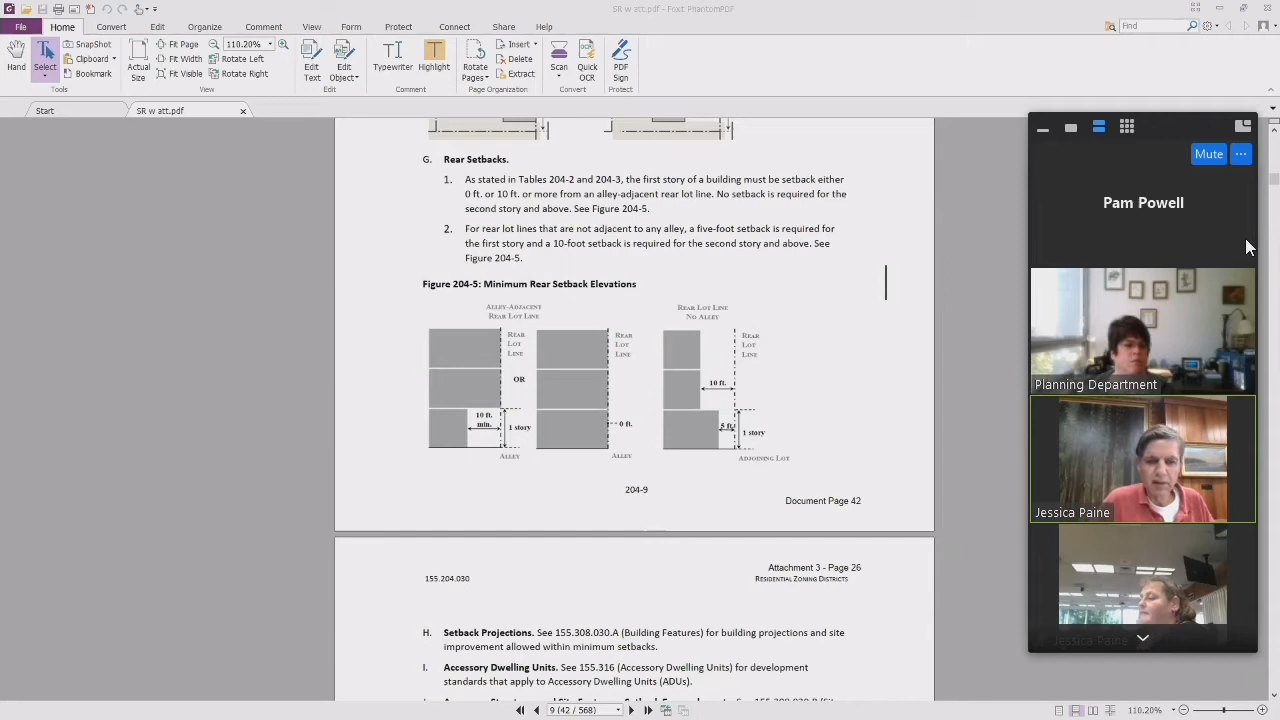 SR w att.pdf - Foxit PhantomPDF
File Home Comment View Form Protect Share Help
Convert Edit Organize Accessibility
Find
Hand Select
SnapShot
Clipboard
Bookmark
Tools
Actual Size
Fit Page
Fit Width
Fit Visible
110.20%
Rotate Left
Rotate Right
View
Edit Text
Edit Object
Edit
Typewriter
Highlight
Comment
Rotate Pages
Insert
Delete
Extract
Page Organization
Scan
Quick OCR
Convert
PDF Sign
Protect
Start
SR w att.pdf
G. Rear Setbacks.
1. As stated in Tables 204-2 and 204-3, the first story of a building must be setback either
0 ft. or 10 ft. or more from an alley-adjacent rear lot line. No setback is required for the
second story and above. See Figure 204-5.
2. For rear lot lines that are not adjacent to any alley, a five-foot setback is required for
the first story and a 10-foot setback is required for the second story and above. See
Figure 204-5.
Figure 204-5: Minimum Rear Setback Elevations
ALLEY-ADJACENT
REAR LOT LINE
REAR LOT LINE
NO ALLEY
REAR
LOT
LINE
REAR
LOT
LINE
REAR
LOT
LINE
OR
10 ft.
10 ft.
min.
1 story
0 ft.
5 ft.
1 story
ALLEY
ALLEY
ADJOINING LOT
204-9
Document Page 42
Attachment 3 - Page 26
155.204.030
RESIDENTIAL ZONING DISTRICTS
H. Setback Projections. See 155.308.030.A (Building Features) for building projections and site
improvement allowed within minimum setbacks.
I. Accessory Dwelling Units. See 155.316 (Accessory Dwelling Units) for development
standards that apply to Accessory Dwelling Units (ADUs).
Mute
Pam Powell
Planning Department
Jessica Paine
Jessica Paine
9 (42 / 568)
110.20%